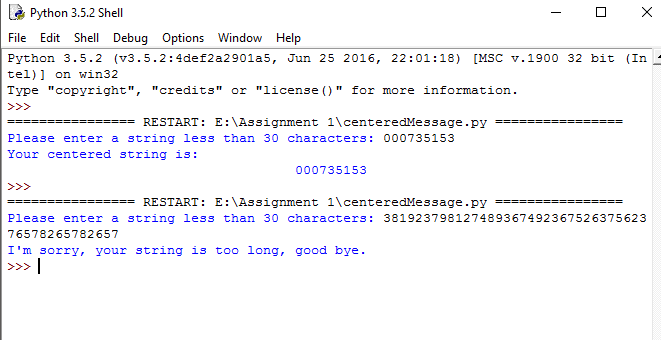 Python 3.5.2 Shell
File Edit Shell Debug Options Window Help
Python 3.5.2 (v3.5.2:4def2a2901a5, Jun 25 2016, 22:01:18) [MSC v.1900 32 bit (In
tel)] on win32
Type "copyright", "credits" or "license()" for more information.
>>>
================ RESTART: E:\Assignment 1\centeredMessage.py ================
Please enter a string less than 30 characters: 000735153
Your centered string is:
000735153
>>>
================ RESTART: E:\Assignment 1\centeredMessage.py ================
Please enter a string less than 30 characters: 381923798127489367492367526375623
76578265782657
I'm sorry, your string is too long, good bye.
>>>